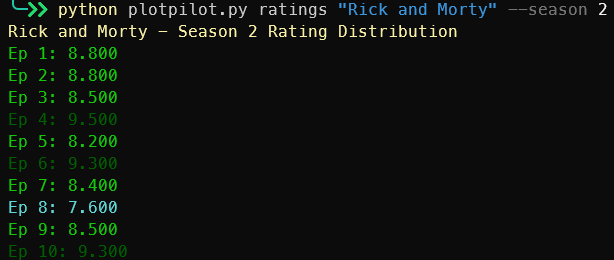 python plotpilot.py ratings "Rick and Morty" --season 2
Rick and Morty – Season 2 Rating Distribution
Ep 1: 8.800
Ep 2: 8.800
Ep 3: 8.500
Ep 4: 9.500
Ep 5: 8.200
Ep 6: 9.300
Ep 7: 8.400
Ep 8: 7.600
Ep 9: 8.500
Ep 10: 9.300